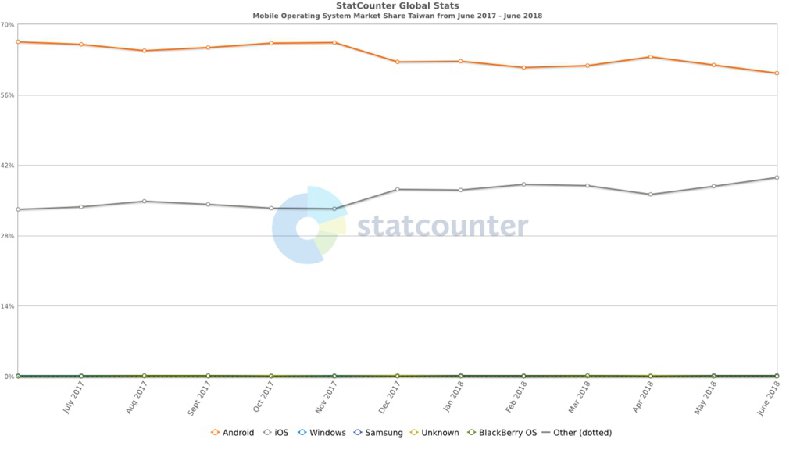 StatCounter Global Stats
Mobile Operating System Market Share Taiwan from June 2017 - June 2018
70%
55%
42%
statcounter
28%
14%
0%
July 2017 Aug 2017 Sept 2017 Oct 2017 Nov 2017 Dec 2017 Jan 2018 Feb 2018 Mar 2018 Apr 2018 May 2018 June 2018
Android iOS Windows Samsung Unknown BlackBerry OS Other (dotted)